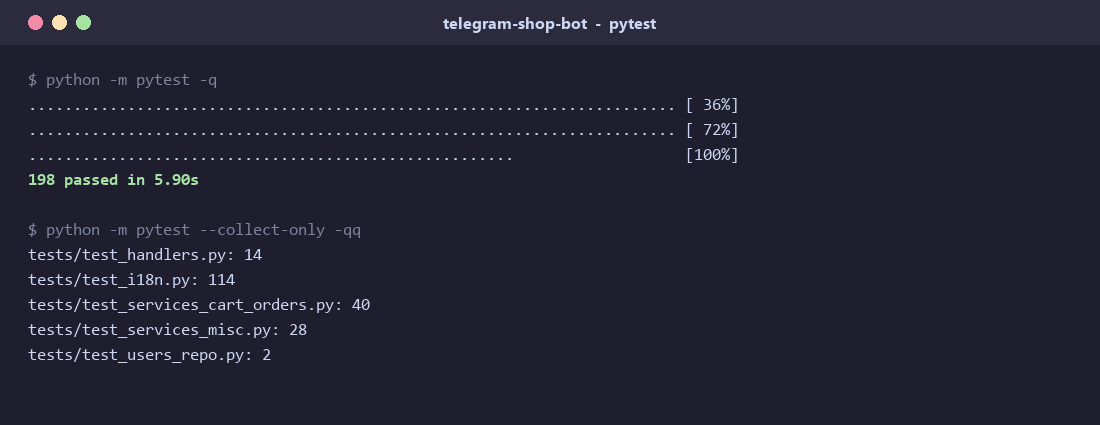 telegram-shop-bot - pytest
$ python -m pytest -q
........................................................................ [ 36%]
........................................................................ [ 72%]
...................................................... [100%]
198 passed in 5.90s
$ python -m pytest --collect-only -qq
tests/test_handlers.py: 14
tests/test_i18n.py: 114
tests/test_services_cart_orders.py: 40
tests/test_services_misc.py: 28
tests/test_users_repo.py: 2